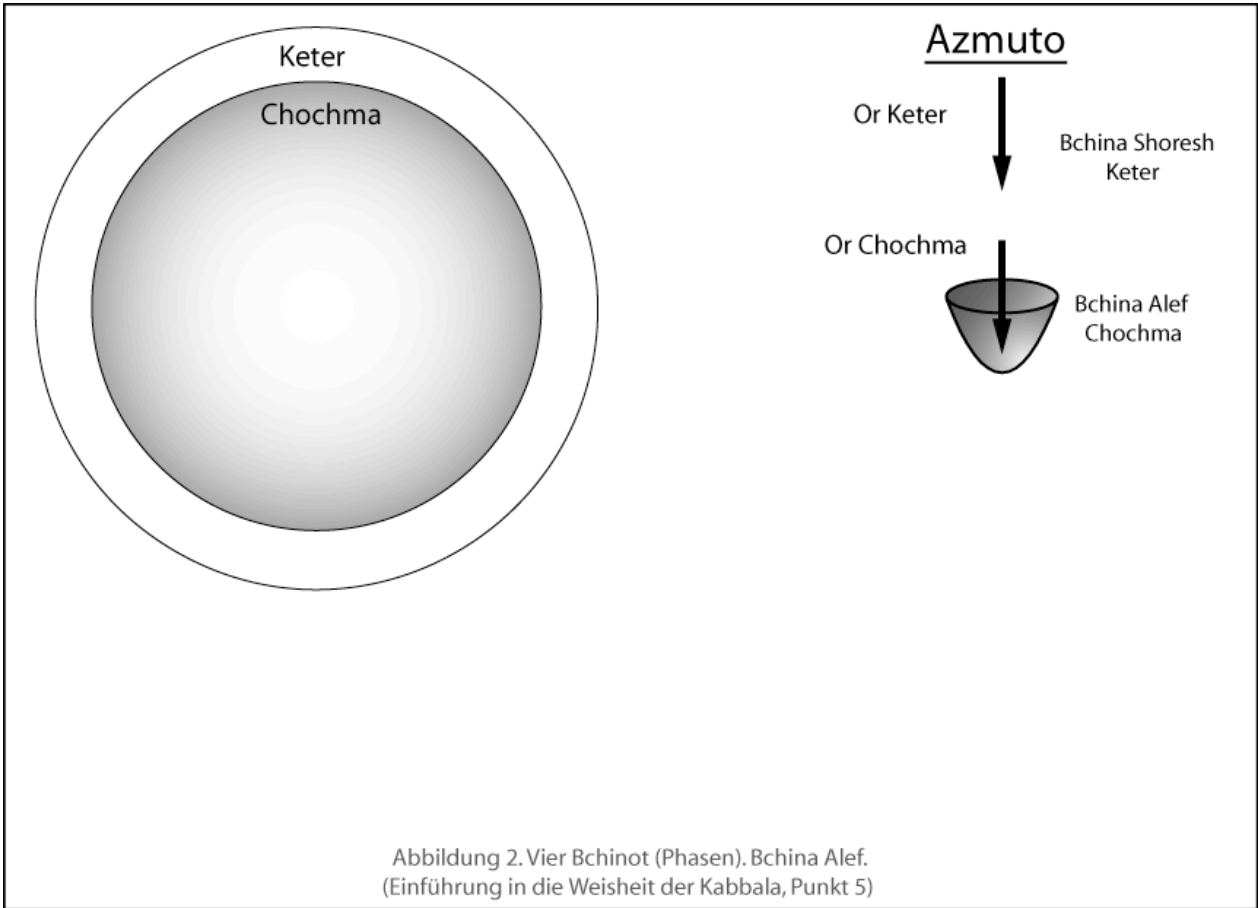 Keter
Chochma
Azmuto
Or Keter
Bchina Shoresh
Keter
Or Chochma
Bchina Alef
Chochma
Abbildung 2. Vier Bchinot (Phasen). Bchina Alef.
(Einführung in die Weisheit der Kabbala, Punkt 5)